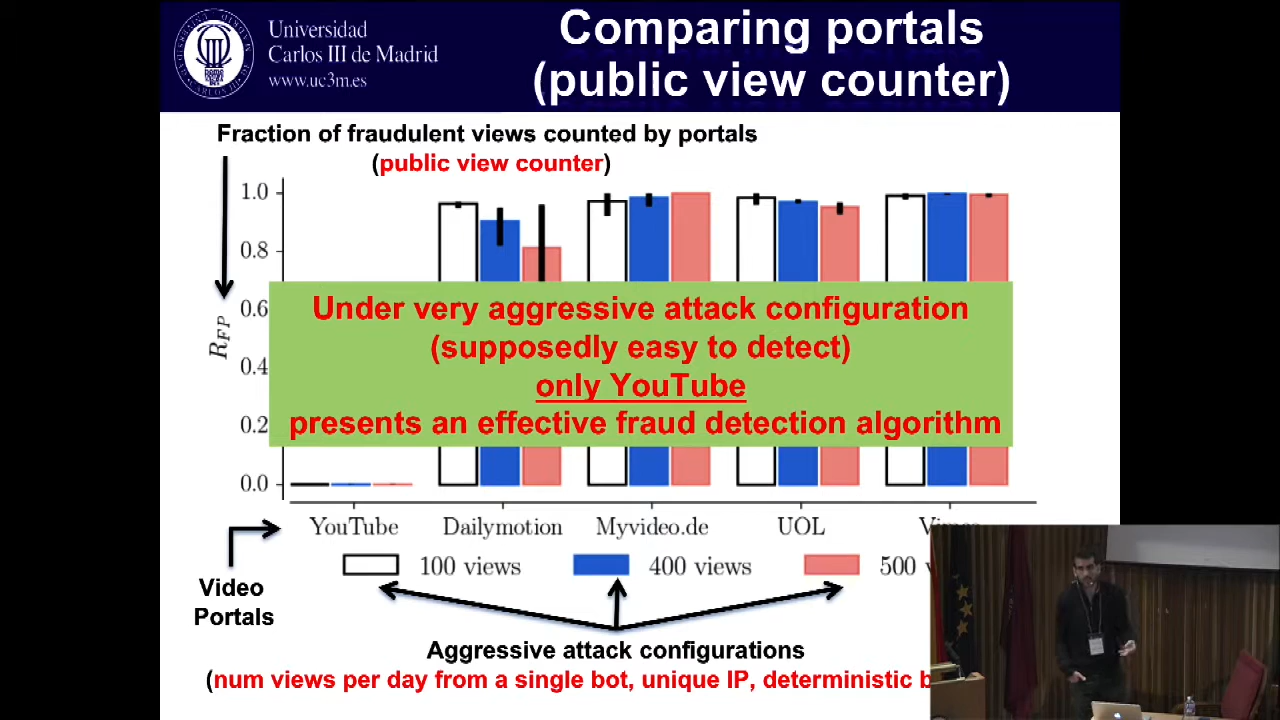 Universidad
Carlos III de Madrid
www.uc3m.es
Comparing portals
(public view counter)
Fraction of fraudulent views counted by portals
(public view counter)
1.0
0.8
0.6
0.4
0.2
0.0
R_FP
Under very aggressive attack configuration
(supposedly easy to detect)
only YouTube
presents an effective fraud detection algorithm
YouTube Dailymotion Myvideo.de UOL
100 views 400 views 500
Video
Portals
Aggressive attack configurations
(num views per day from a single bot, unique IP, deterministic